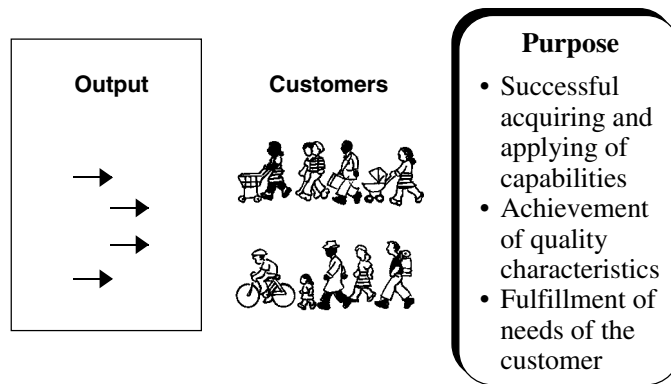 Output
Customers
Purpose
• Successful
acquiring and
applying of
capabilities
• Achievement
of quality
characteristics
• Fulfillment of
needs of the
customer